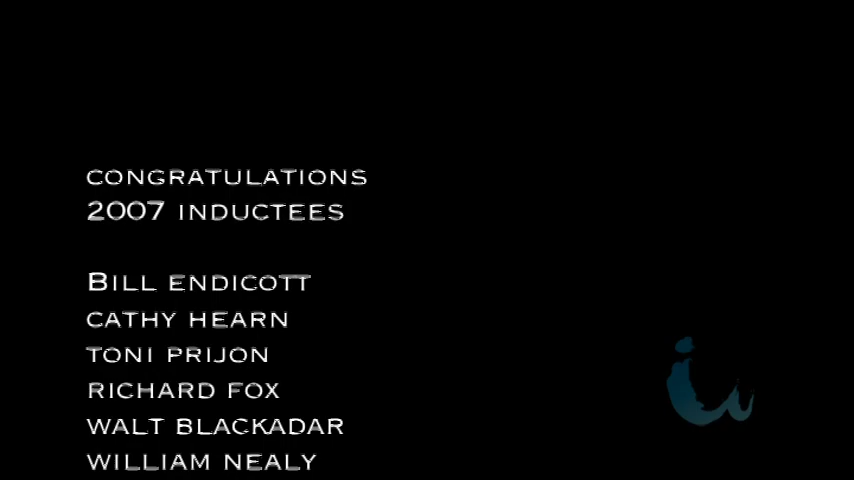 CONGRATULATIONS
2007 INDUCTEES
BILL ENDICOTT
CATHY HEARN
TONI PRIJON
RICHARD FOX
WALT BLACKADAR
WILLIAM NEALY